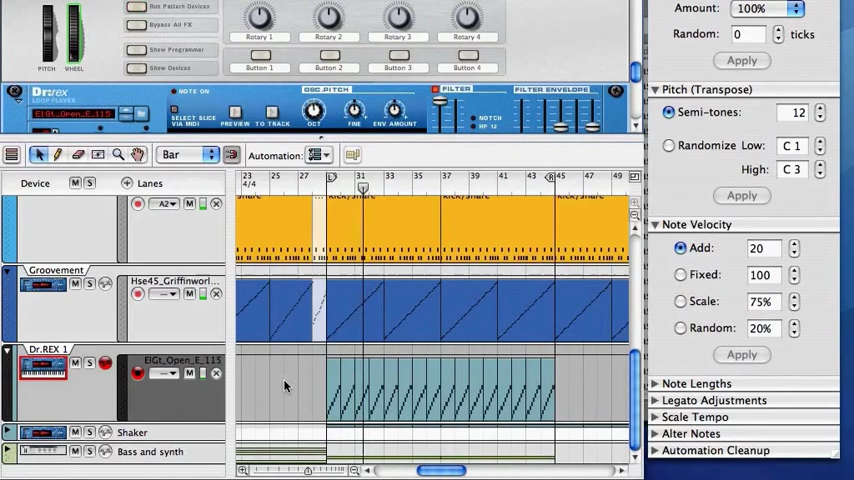 Run Pattern Devices
Bypass All FX
Show Programmer
Show Devices
PITCH
WHEEL
Rotary 1
Rotary 2
Rotary 3
Rotary 4
Button 1
Button 2
Button 3
Button 4
Amount: 100%
Random: 0 ticks
Apply
Dr:rex
LOOP PLAYER
NOTE ON
ElGt_Open_E_115
SELECT SLICE
VIA MIDI
PREVIEW
TO TRACK
OSC.PITCH
OCT
FINE
ENV AMOUNT
FILTER
NOTCH
HP 12
FILTER ENVELOPE
Pitch (Transpose)
Semi-tones: 12
Randomize Low: C 1
High: C 3
Apply
Bar
Automation:
Device M S
Lanes
23 25 27 31 33 35 37 39 41 43 45 47 49
4/4
L
R
kick/snare
kick/snare
kick/snare
kick/snare
A2
Groovement
M S
Hse45_Griffinworl...
Dr.REX 1
M S
ElGt_Open_E_115
M S
Shaker
M S
Bass and synth
M S
Note Velocity
Add: 20
Fixed: 100
Scale: 75%
Random: 20%
Apply
Note Lengths
Legato Adjustments
Scale Tempo
Alter Notes
Automation Cleanup